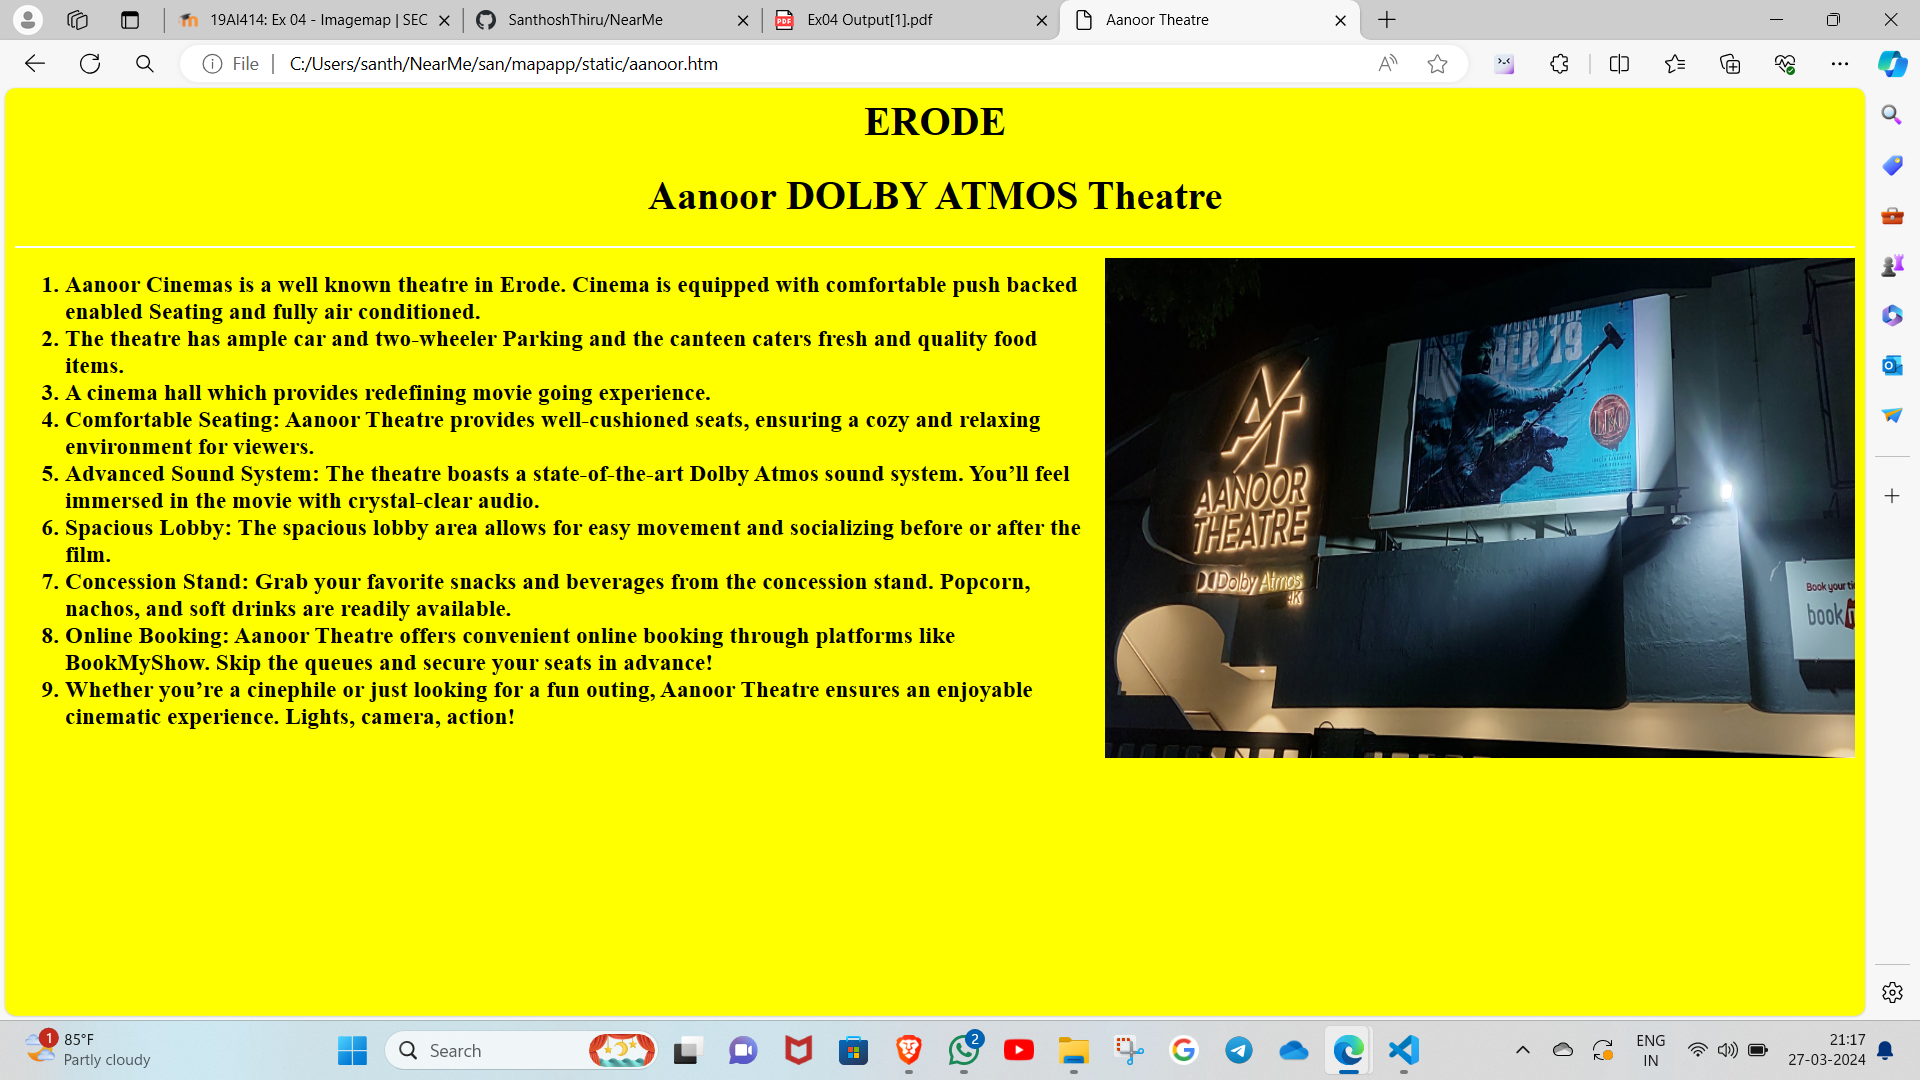 19AI414: Ex 04 - Imagemap | SEC
SanthoshThiru/NearMe
Ex04 Output[1].pdf
Aanoor Theatre
File
C:/Users/santh/NearMe/san/mapapp/static/aanoor.htm
ERODE
Aanoor DOLBY ATMOS Theatre
1. Aanoor Cinemas is a well known theatre in Erode. Cinema is equipped with comfortable push backed
enabled Seating and fully air conditioned.
2. The theatre has ample car and two-wheeler Parking and the canteen caters fresh and quality food
items.
3. A cinema hall which provides redefining movie going experience.
4. Comfortable Seating: Aanoor Theatre provides well-cushioned seats, ensuring a cozy and relaxing
environment for viewers.
5. Advanced Sound System: The theatre boasts a state-of-the-art Dolby Atmos sound system. You’ll feel
immersed in the movie with crystal-clear audio.
6. Spacious Lobby: The spacious lobby area allows for easy movement and socializing before or after the
film.
7. Concession Stand: Grab your favorite snacks and beverages from the concession stand. Popcorn,
nachos, and soft drinks are readily available.
8. Online Booking: Aanoor Theatre offers convenient online booking through platforms like
BookMyShow. Skip the queues and secure your seats in advance!
9. Whether you’re a cinephile or just looking for a fun outing, Aanoor Theatre ensures an enjoyable
cinematic experience. Lights, camera, action!
WORLDWIDE
19
LEO
AT
AANOOR
THEATRE
Dolby Atmos
4K
Book your
book
1
85°F
Partly cloudy
Search
2
ENG
IN
21:17
27-03-2024